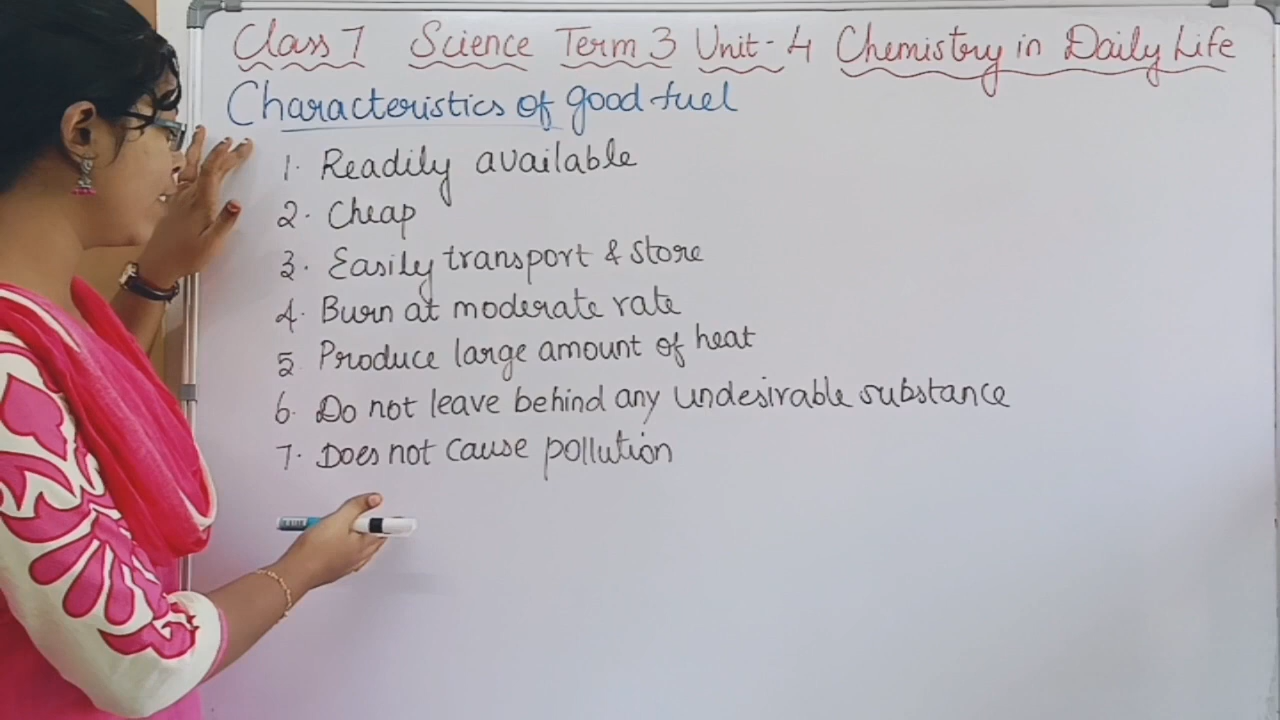 Class 7 Science Term 3 Unit-4 Chemistry in Daily Life
Characteristics of good fuel
1. Readily available
2. Cheap
3. Easily transport & store
4. Burn at moderate rate
5. Produce large amount of heat
6. Do not leave behind any undesirable substance
7. Does not cause pollution